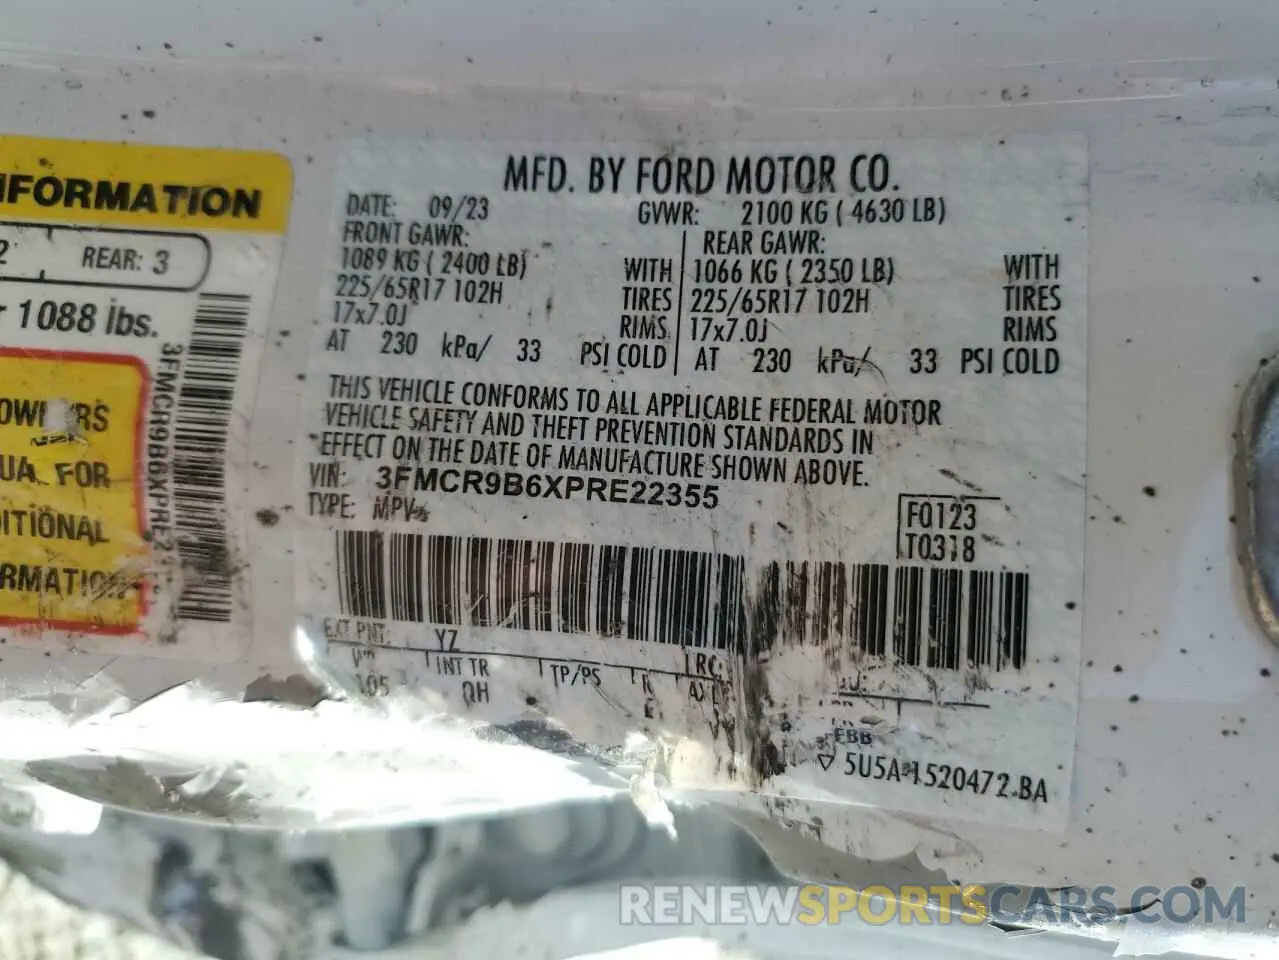 MFD. BY FORD MOTOR CO.
DATE: 09/23 GVWR: 2100 KG ( 4630 LB)
FRONT GAWR: REAR GAWR:
1089 KG ( 2400 LB) WITH 1066 KG ( 2350 LB) WITH
225/65R17 102H TIRES 225/65R17 102H TIRES
17x7.0J RIMS 17x7.0J RIMS
AT 230 kPa/ 33 PSI COLD AT 230 kPa/ 33 PSI COLD
THIS VEHICLE CONFORMS TO ALL APPLICABLE FEDERAL MOTOR
VEHICLE SAFETY AND THEFT PREVENTION STANDARDS IN
EFFECT ON THE DATE OF MANUFACTURE SHOWN ABOVE.
VIN: 3FMCR9B6XPRE22355
TYPE: MPV
F0123
T0318
EXT PNT: YZ
INT TR TP/PS R
105 QH
EBB
5U5A-1520472-BA
NFORMATION
2 REAR: 3
1088 lbs.
3FMCR9B6XPRE2
FOR
ITIONAL
RMATION
RENEWSPORTSCARS.COM